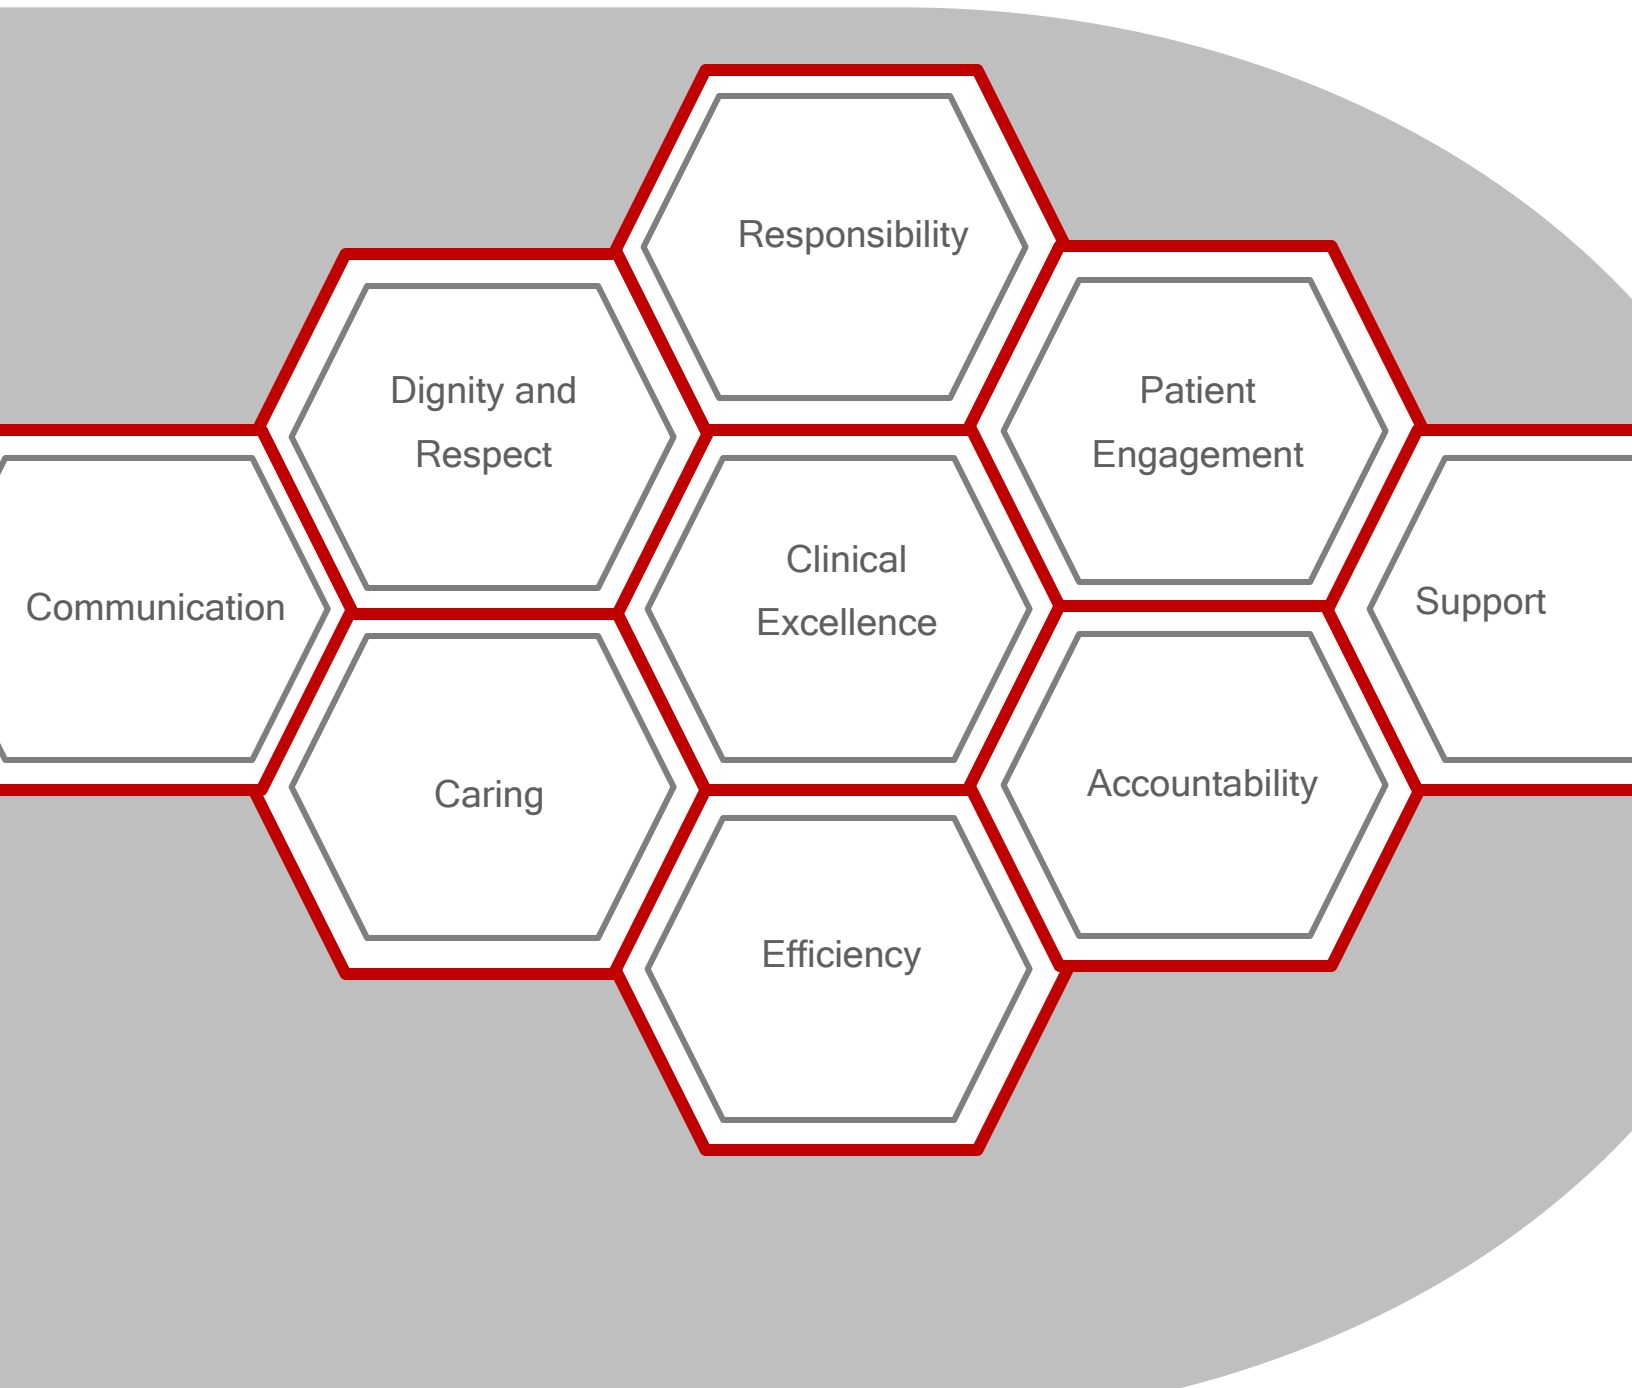 Responsibility
Dignity and
Respect
Patient
Engagement
Clinical
Excellence
Communication
Support
Caring
Accountability
Efficiency